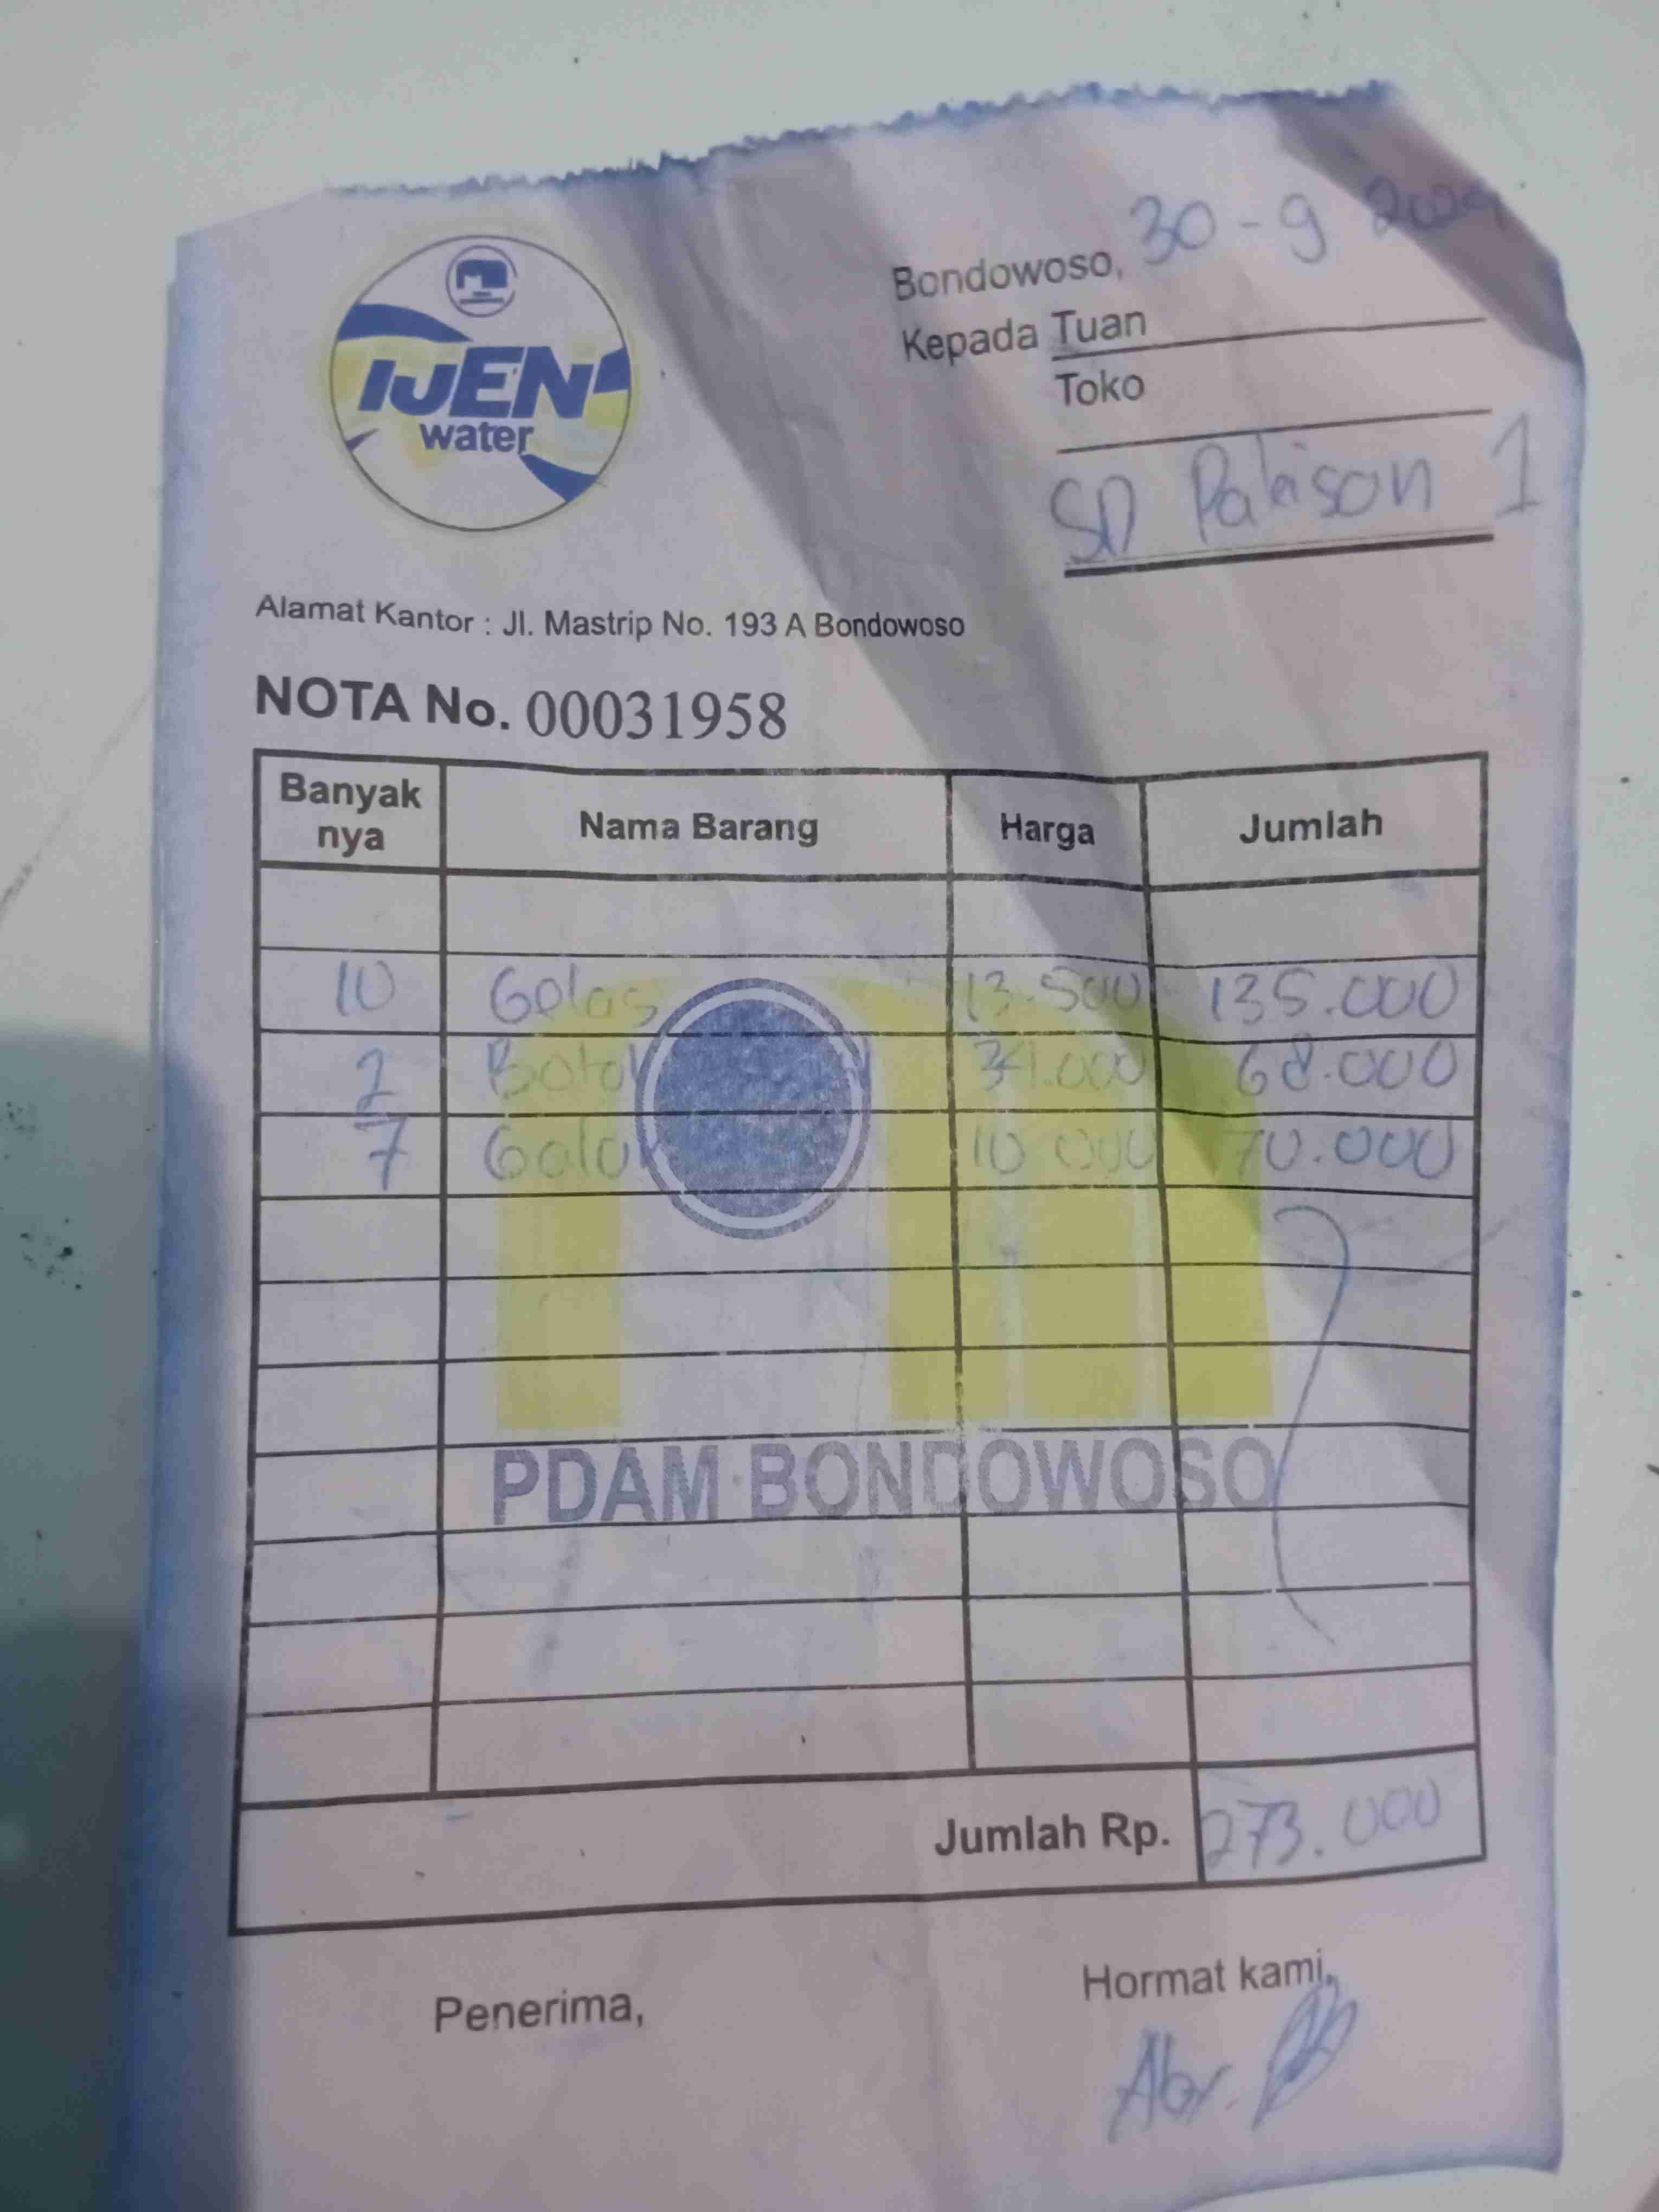 IJEN
water
Bondowoso, 30 - 9 2024
Kepada Tuan
Toko
SD Pakison 1
Alamat Kantor : Jl. Mastrip No. 193 A Bondowoso
NOTA No. 00031958
Banyak nya Nama Barang Harga Jumlah
10 Gelas 13.500 135.000
2 Botol 34.000 68.000
7 Galon 10.000 70.000
PDAM BONDOWOSO
Jumlah Rp. 273.000
Penerima,
Hormat kami,